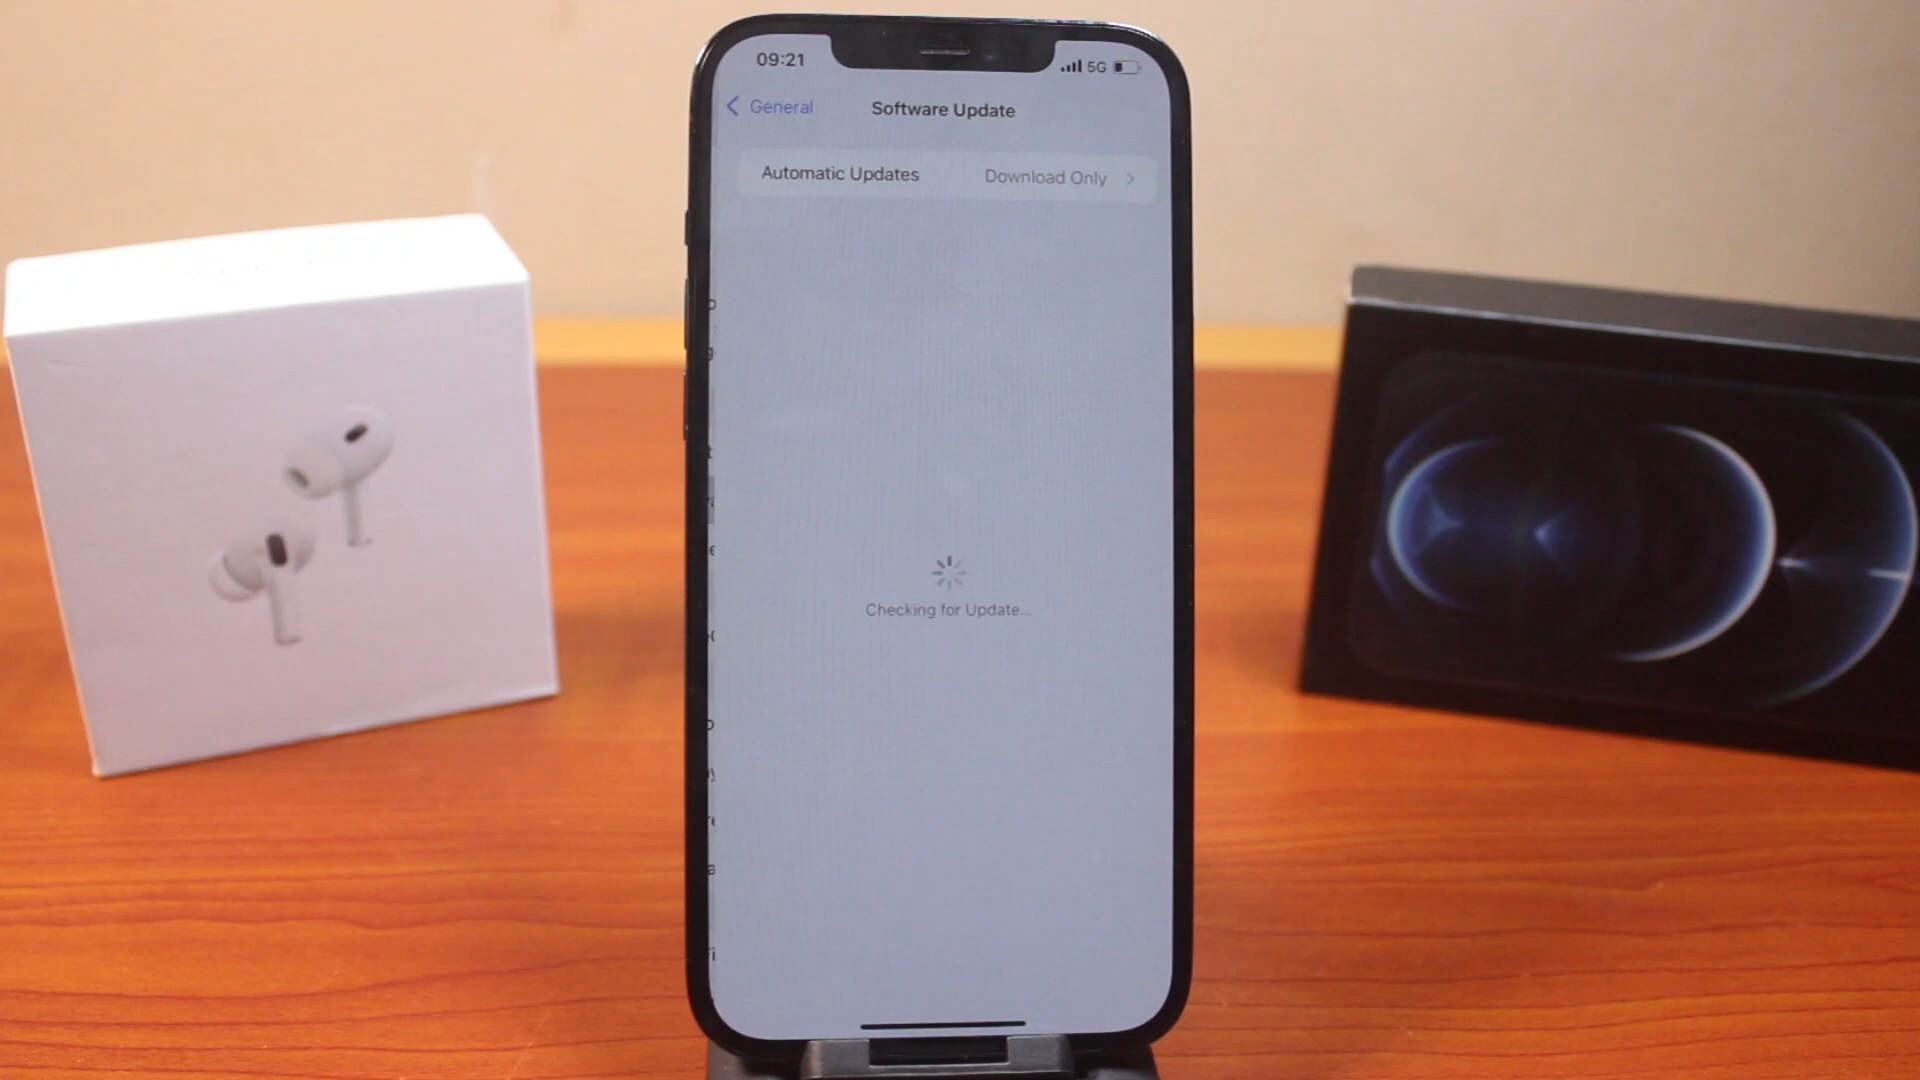 09:21
5G
General
Software Update
Automatic Updates
Download Only
Checking for Update...